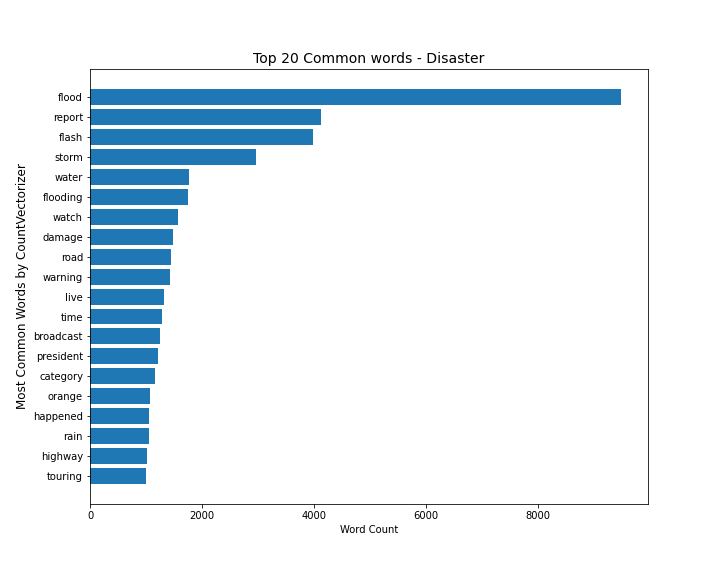 Top 20 Common words - Disaster
Most Common Words by CountVectorizer
flood
report
flash
storm
water
flooding
watch
damage
road
warning
live
time
broadcast
president
category
orange
happened
rain
highway
touring
0 2000 4000 6000 8000
Word Count